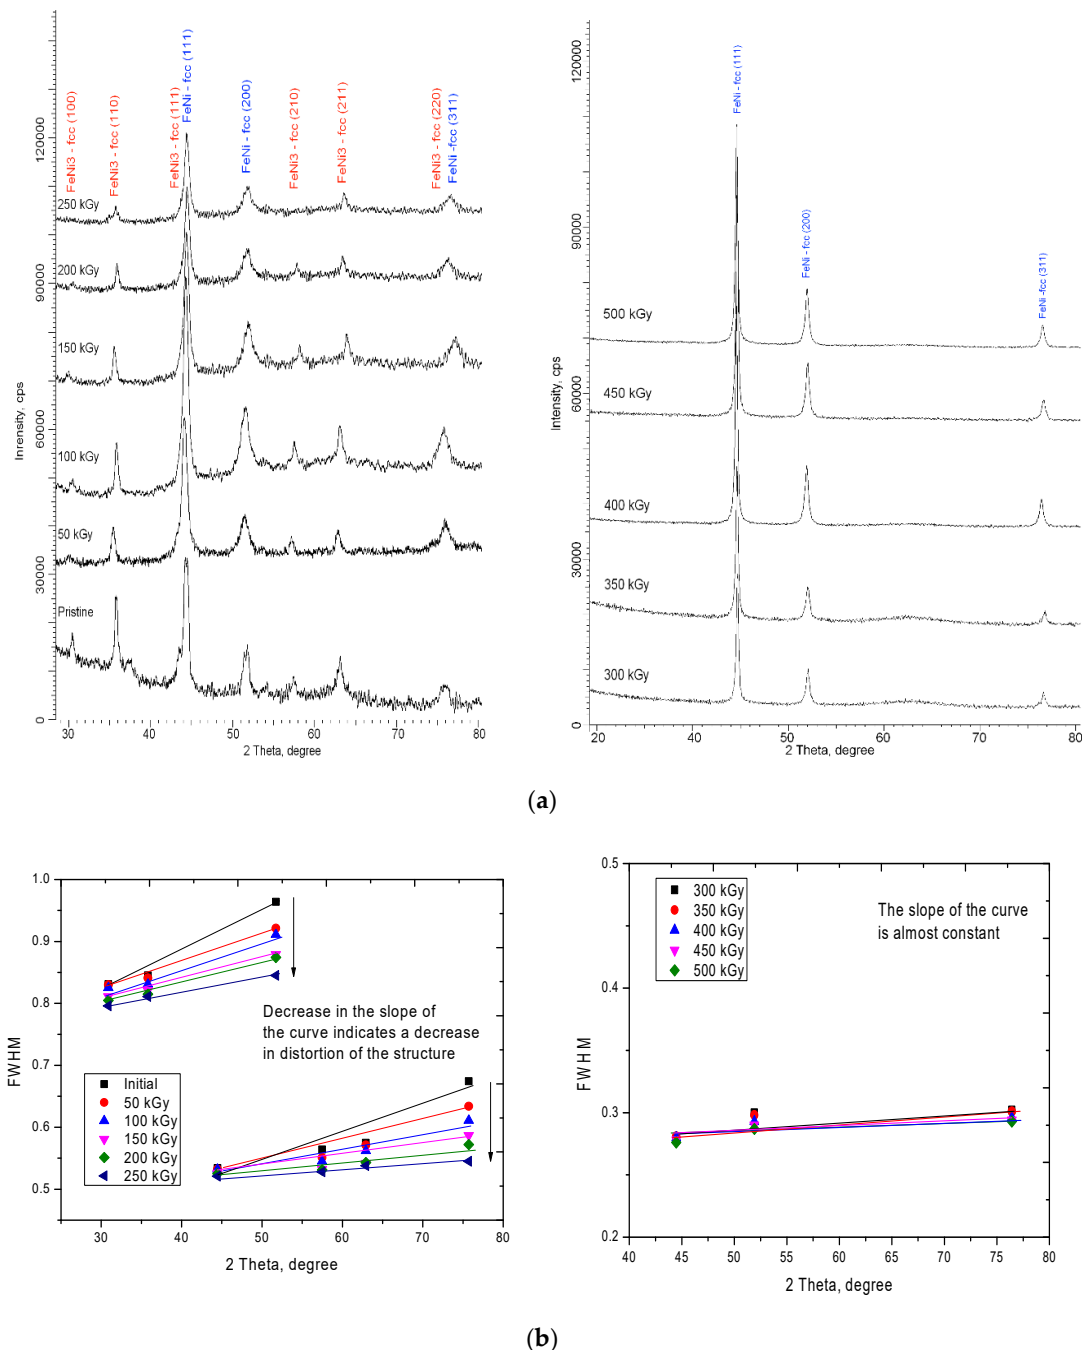 FeNi3 - fcc (100)
FeNi3 - fcc (110)
FeNi3 - fcc (111)
FeNi - fcc (111)
FeNi - fcc (200)
FeNi3 - fcc (210)
FeNi3 - fcc (211)
FeNi3 - fcc (220)
FeNi -fcc (311)
Inrensity, cps
120000
90000
60000
30000
0
250 kGy
200 kGy
150 kGy
100 kGy
50 kGy
Pristine
30 40 50 60 70 80
2 Theta, degree
FeNi - fcc (111)
FeNi - fcc (200)
FeNi -fcc (311)
Intensity, cps
120000
90000
60000
30000
0
500 kGy
450 kGy
400 kGy
350 kGy
300 kGy
20 30 40 50 60 70 80
2 Theta, degree
(a)
FWHM
1.0
0.9
0.8
0.7
0.6
0.5
Decrease in the slope of
the curve indicates a decrease
in distortion of the structure
Initial
50 kGy
100 kGy
150 kGy
200 kGy
250 kGy
30 40 50 60 70 80
2 Theta, degree
FWHM
0.5
0.4
0.3
0.2
300 kGy
350 kGy
400 kGy
450 kGy
500 kGy
The slope of the curve
is almost constant
40 45 50 55 60 65 70 75 80
2 Theta, degree
(b)